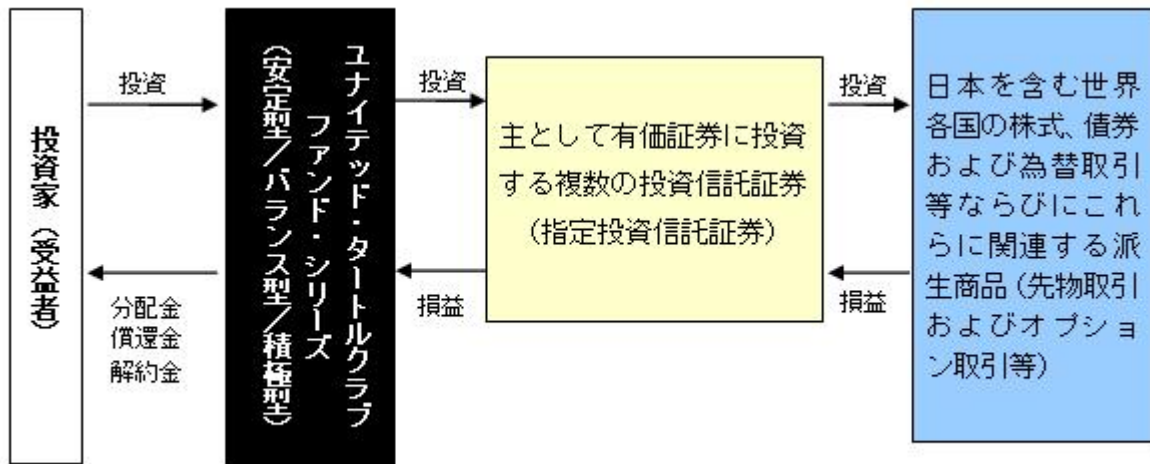 投資家（受益者）
投資
分配金
償還金
解約金
ユナイテッド・タートルクラブ
ファンド・シリーズ
（安定型／バランス型／積極型）
投資
損益
主として有価証券に投資
する複数の投資信託証券
（指定投資信託証券）
投資
損益
日本を含む世界
各国の株式、債券
および為替取引
等ならびにこれ
らに関連する派
生商品（先物取引
およびオプショ
ン取引等）